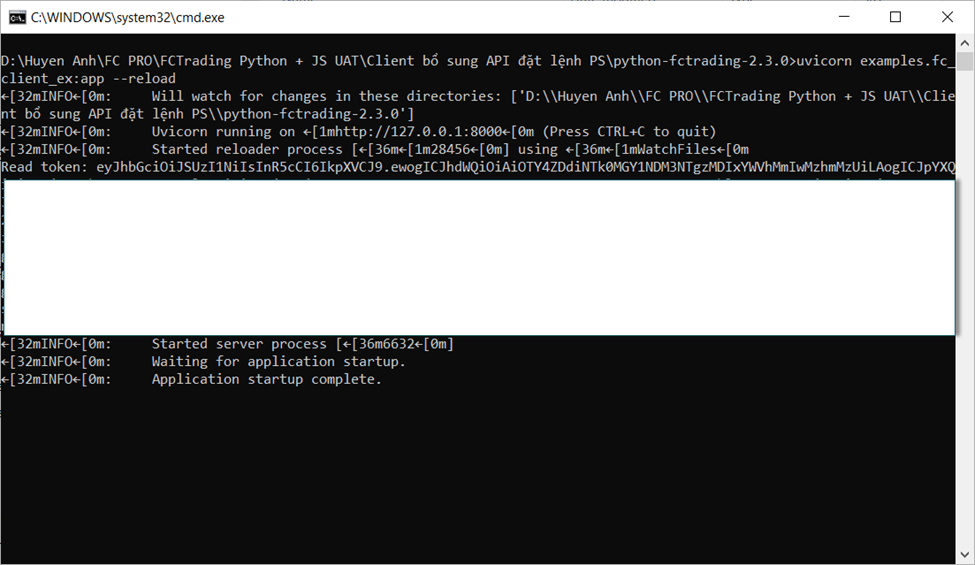 C:\WINDOWS\system32\cmd.exe
D:\Huyen Anh\FC PRO\FCTrading Python + JS UAT\Client bổ sung API đặt lệnh PS\python-fctrading-2.3.0>uvicorn examples.fc_
client_ex:app --reload
←[32mINFO←[0m:     Will watch for changes in these directories: ['D:\\Huyen Anh\\FC PRO\\FCTrading Python + JS UAT\\Clie
nt bổ sung API đặt lệnh PS\\python-fctrading-2.3.0']
←[32mINFO←[0m:     Uvicorn running on ←[1mhttp://127.0.0.1:8000←[0m (Press CTRL+C to quit)
←[32mINFO←[0m:     Started reloader process [←[36m←[1m28456←[0m] using ←[36m←[1mWatchFiles←[0m
Read token: eyJhbGciOiJSUzI1NiIsInR5cCI6IkpXVCJ9.ewogICJhdWQiOiAiOTY4ZDdiNTk0MGY1NDM3NTgzMDIxYWVhMmIwMzhmMzUiLAogICJpYXQ
←[32mINFO←[0m:     Started server process [←[36m6632←[0m]
←[32mINFO←[0m:     Waiting for application startup.
←[32mINFO←[0m:     Application startup complete.